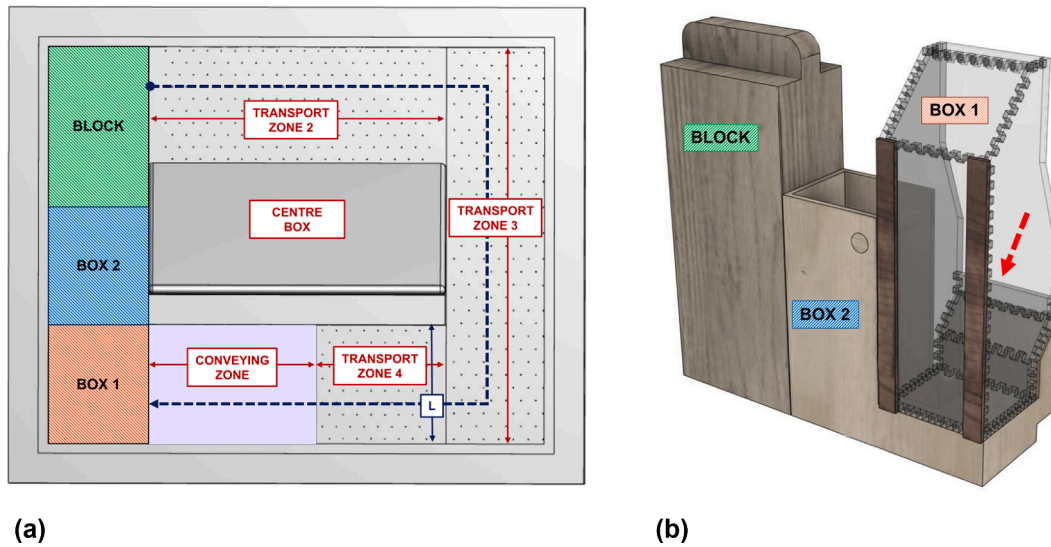 BLOCK
TRANSPORT
ZONE 2
CENTRE
BOX
TRANSPORT
ZONE 3
BOX 2
BOX 1
CONVEYING
ZONE
TRANSPORT
ZONE 4
L
(a)
BLOCK
BOX 1
BOX 2
(b)